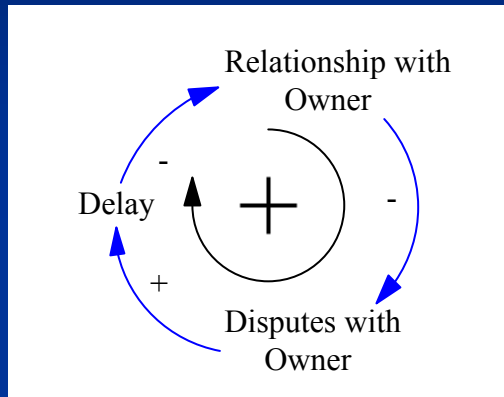 Relationship with
Owner
-
-
Delay
+
+
Disputes with
Owner